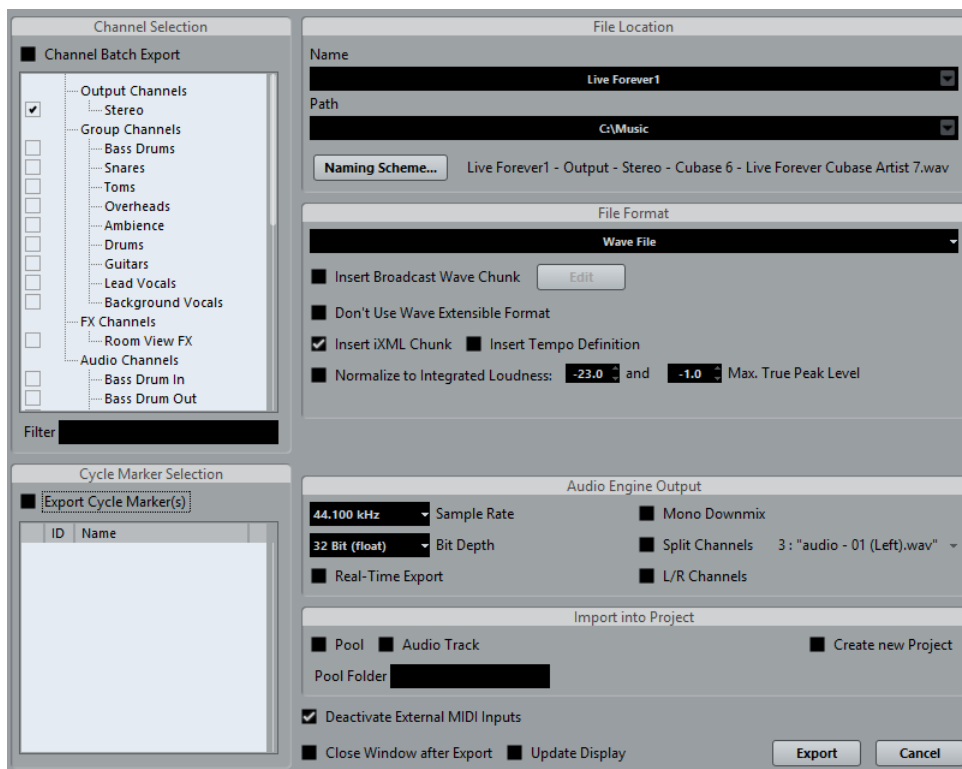 Channel Selection
Channel Batch Export
Output Channels
Stereo
Group Channels
Bass Drums
Snares
Toms
Overheads
Ambience
Drums
Guitars
Lead Vocals
Background Vocals
FX Channels
Room View FX
Audio Channels
Bass Drum In
Bass Drum Out
Filter
Cycle Marker Selection
Export Cycle Marker(s)
ID Name
File Location
Name
Live Forever1
Path
C:\Music
Naming Scheme... Live Forever1 - Output - Stereo - Cubase 6 - Live Forever Cubase Artist 7.wav
File Format
Wave File
Insert Broadcast Wave Chunk Edit
Don't Use Wave Extensible Format
Insert iXML Chunk Insert Tempo Definition
Normalize to Integrated Loudness: -23.0 and -1.0 Max. True Peak Level
Audio Engine Output
44.100 kHz Sample Rate Mono Downmix
32 Bit (float) Bit Depth Split Channels 3 : "audio - 01 (Left).wav"
Real-Time Export L/R Channels
Import into Project
Pool Audio Track Create new Project
Pool Folder
Deactivate External MIDI Inputs
Close Window after Export Update Display Export Cancel